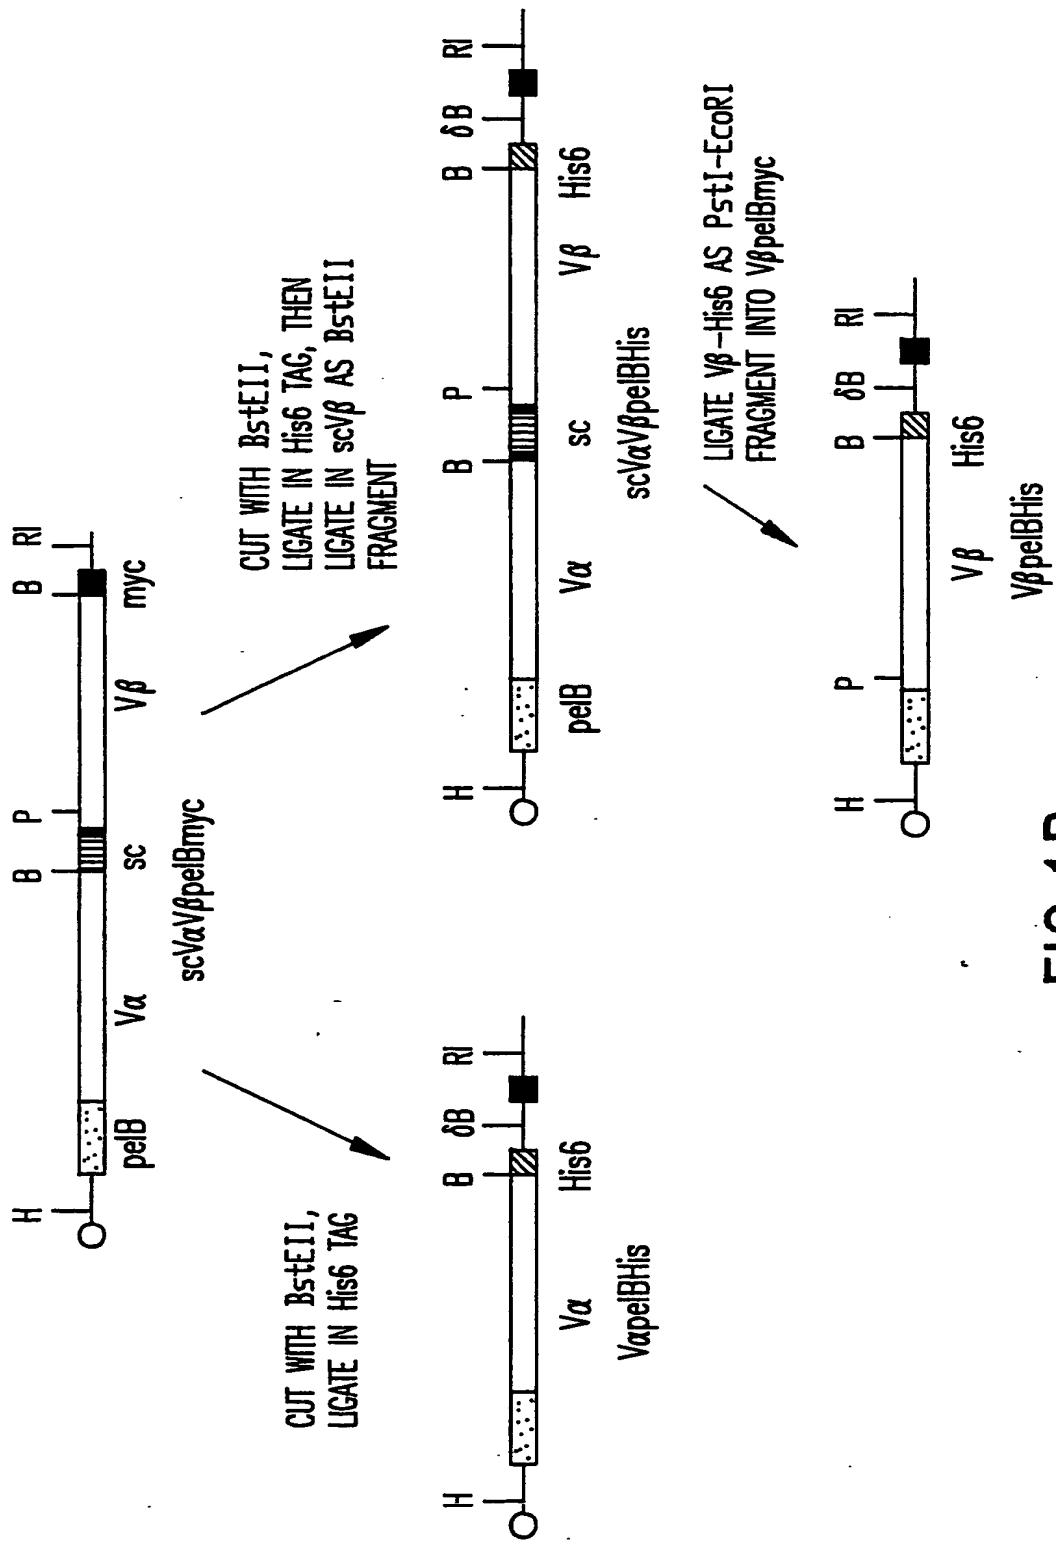 H B P B RI
pelB Vα sc Vβ myc
scVαVβpelBmyc
CUT WITH BstEII,
LIGATE IN His6 TAG
CUT WITH BstEII,
LIGATE IN His6 TAG, THEN
LIGATE IN scVβ AS BstEII
FRAGMENT
H B δB RI
Vα His6
VαpelBHis
H B P B δB RI
pelB Vα sc Vβ His6
scVαVβpelBHis
LIGATE Vβ-His6 AS PstI-EcoRI
FRAGMENT INTO VβpelBmyc
H P B δB RI
Vβ His6
VβpelBHis